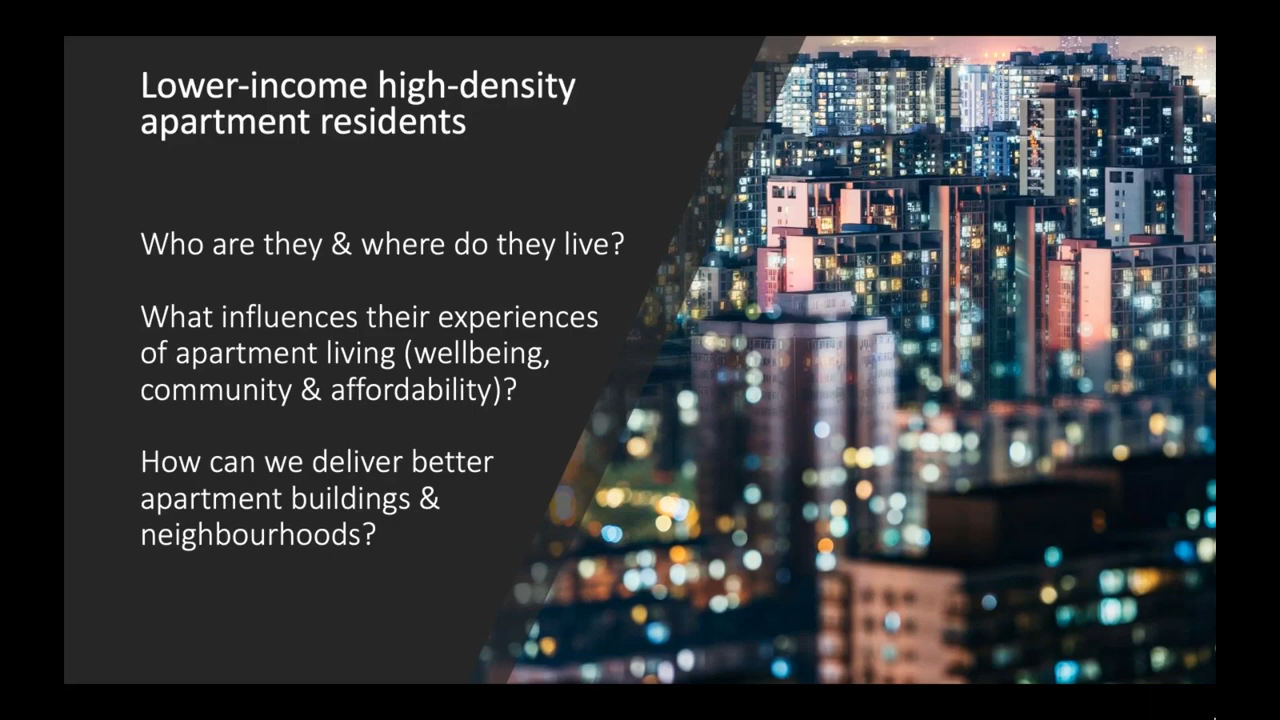 Lower-income high-density
apartment residents
Who are they & where do they live?
What influences their experiences
of apartment living (wellbeing,
community & affordability)?
How can we deliver better
apartment buildings &
neighbourhoods?